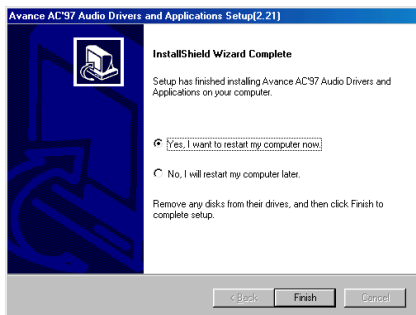 Avance AC'97 Audio Drivers and Applications Setup(2.21)
InstallShield Wizard Complete
Setup has finished installing Avance AC'97 Audio Drivers and
Applications on your computer.
Yes, I want to restart my computer now.
No, I will restart my computer later.
Remove any disks from their drives, and then click Finish to
complete setup.
< Back Finish Cancel